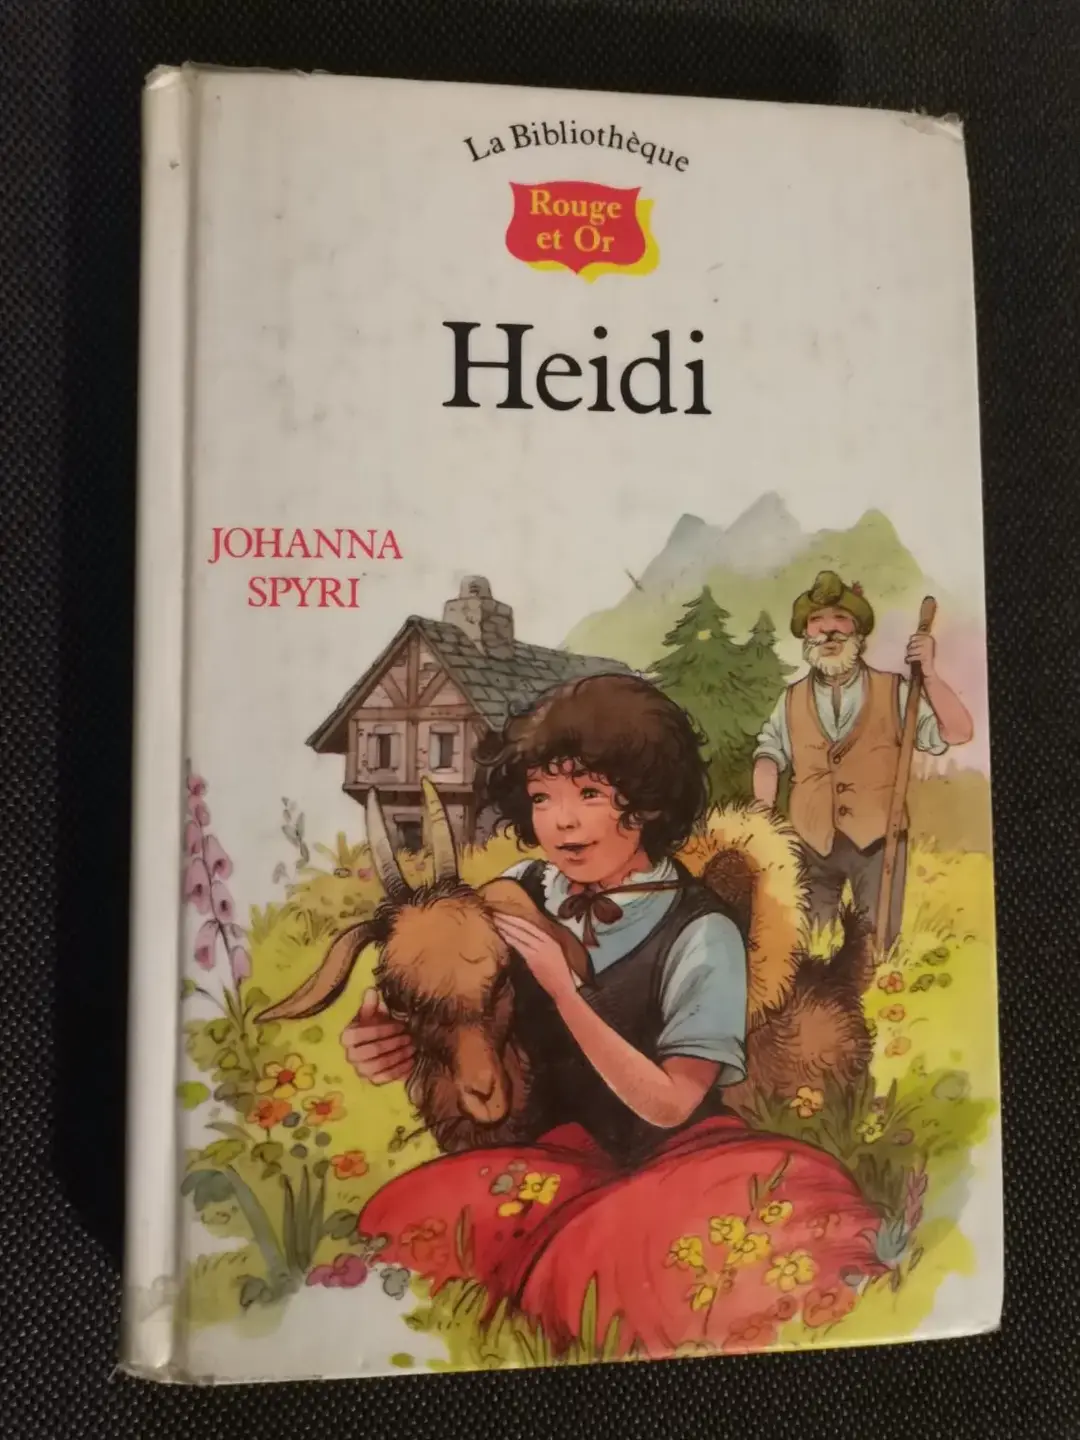 La Bibliothèque
Rouge
et Or
Heidi
JOHANNA
SPYRI